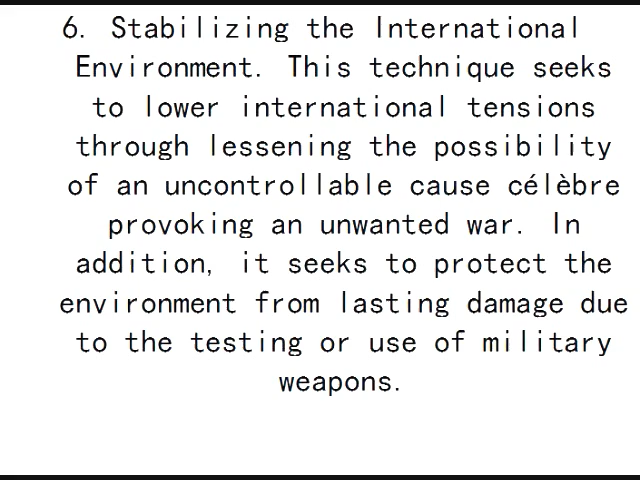 6. Stabilizing the International
Environment. This technique seeks
to lower international tensions
through lessening the possibility
of an uncontrollable cause célèbre
provoking an unwanted war. In
addition, it seeks to protect the
environment from lasting damage due
to the testing or use of military
weapons.